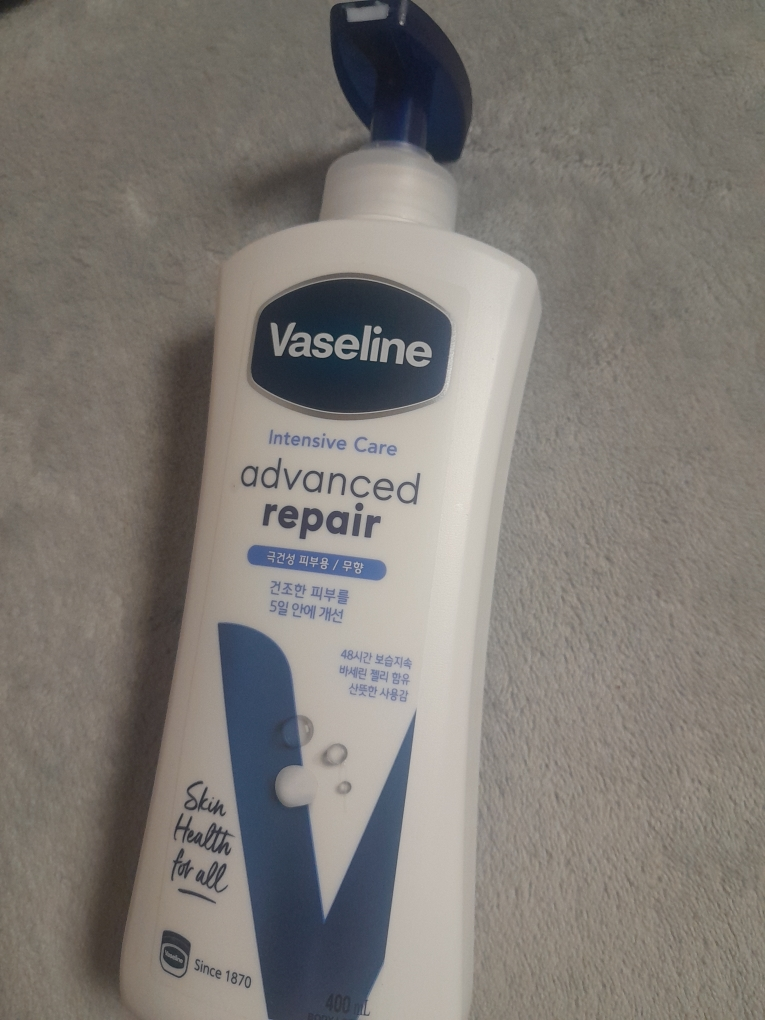 Vaseline
Intensive Care
advanced
repair
극건성 피부용 / 무향
건조한 피부를
5일 안에 개선
48시간 보습지속
바세린 젤리 함유
산뜻한 사용감
Skin
Health
for all
Vaseline
Since 1870
400 mL